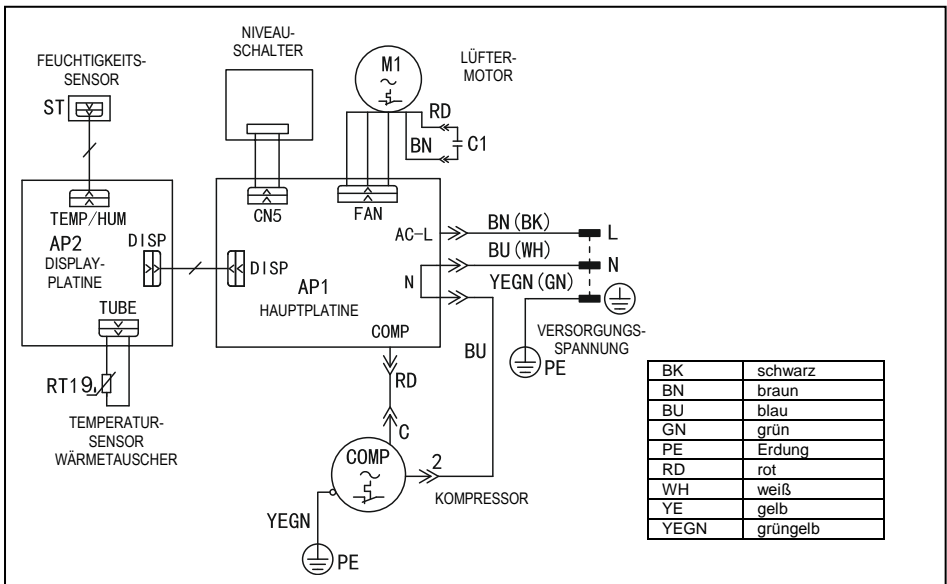 NIVEAU-
SCHALTER
FEUCHTIGKEITS-
SENSOR
ST
M1
LÜFTER-
MOTOR
RD
BN
C1
TEMP/HUM
AP2
DISPLAY-
PLATINE
DISP
TUBE
CN5
FAN
DISP
AP1
HAUPTPLATINE
AC-L
N
COMP
BN (BK)
L
BU (WH)
N
YEGN (GN)
PE
VERSORGUNGS-
SPANNUNG
BU
RD
C
RT19
TEMPERATUR-
SENSOR
WÄRMETAUSCHER
COMP
2
KOMPRESSOR
YEGN
PE
BK schwarz
BN braun
BU blau
GN grün
PE Erdung
RD rot
WH weiß
YE gelb
YEGN grüngelb